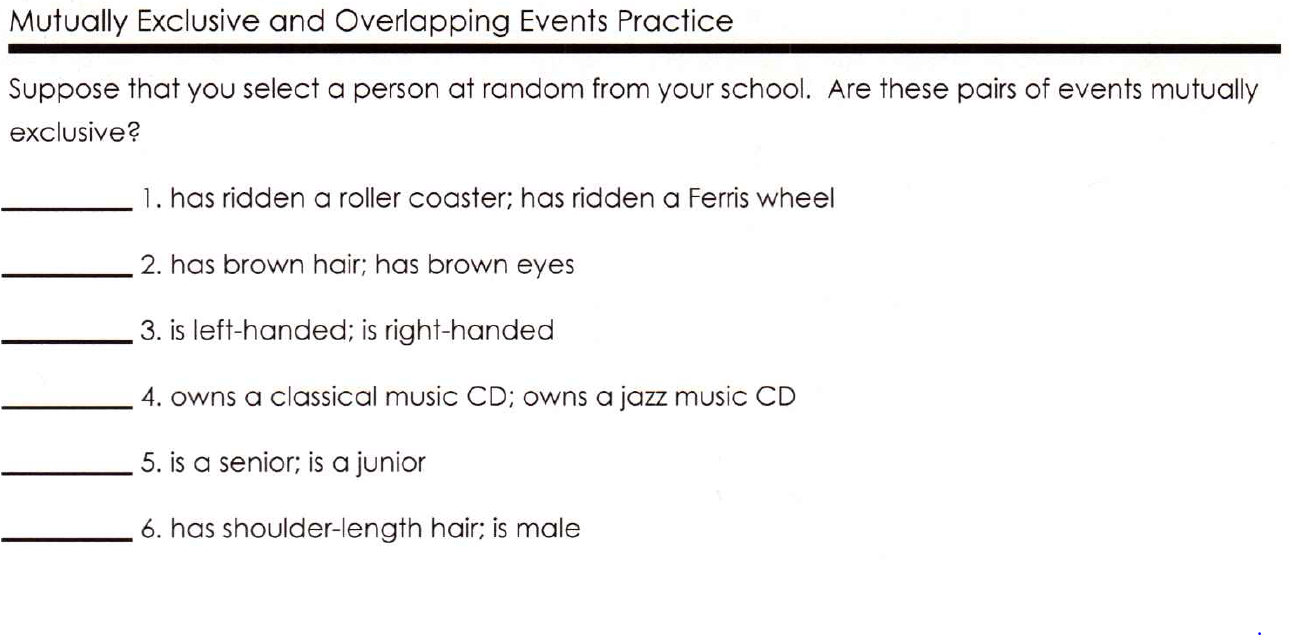 Mutually Exclusive and Overlapping Events Practice
Suppose that you select a person at random from your school. Are these pairs of events mutually
exclusive?
1. has ridden a roller coaster; has ridden a Ferris wheel
2. has brown hair; has brown eyes
3. is left-handed; is right-handed
4. owns a classical music CD; owns a jazz music CD
5. is a senior; is a junior
6. has shoulder-length hair; is male